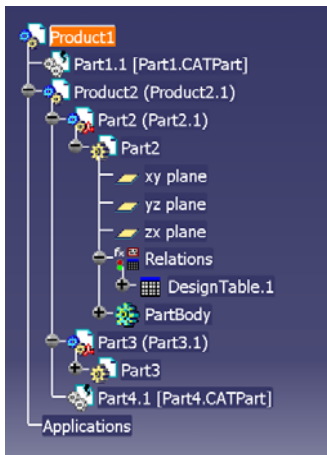 Product1
Part1.1 [Part1.CATPart]
Product2 (Product2.1)
Part2 (Part2.1)
Part2
xy plane
yz plane
zx plane
Relations
DesignTable.1
PartBody
Part3 (Part3.1)
Part3
Part4.1 [Part4.CATPart]
Applications